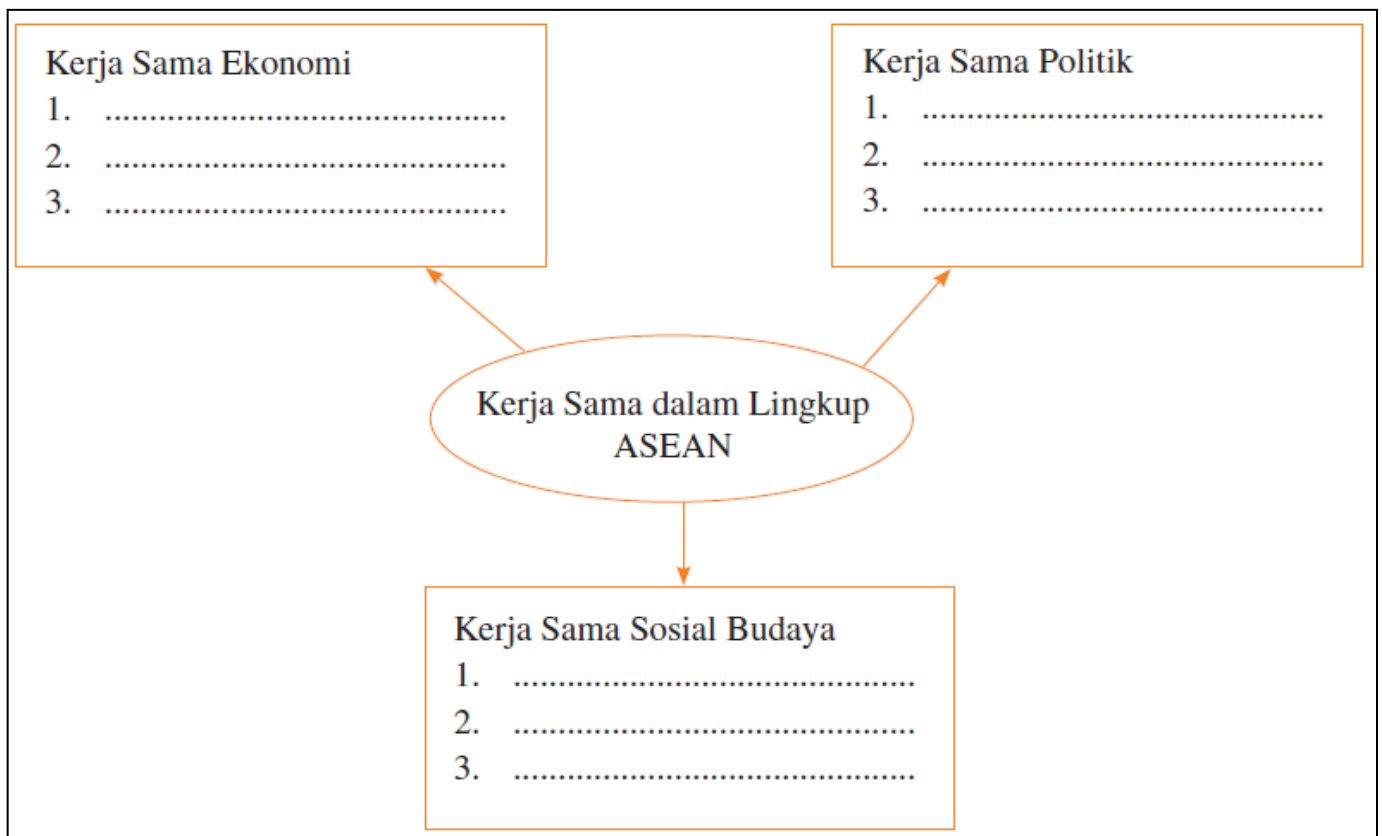 Kerja Sama Ekonomi
1. .............................................
2. .............................................
3. .............................................
Kerja Sama Politik
1. .............................................
2. .............................................
3. .............................................
Kerja Sama dalam Lingkup
ASEAN
Kerja Sama Sosial Budaya
1. .............................................
2. .............................................
3. .............................................